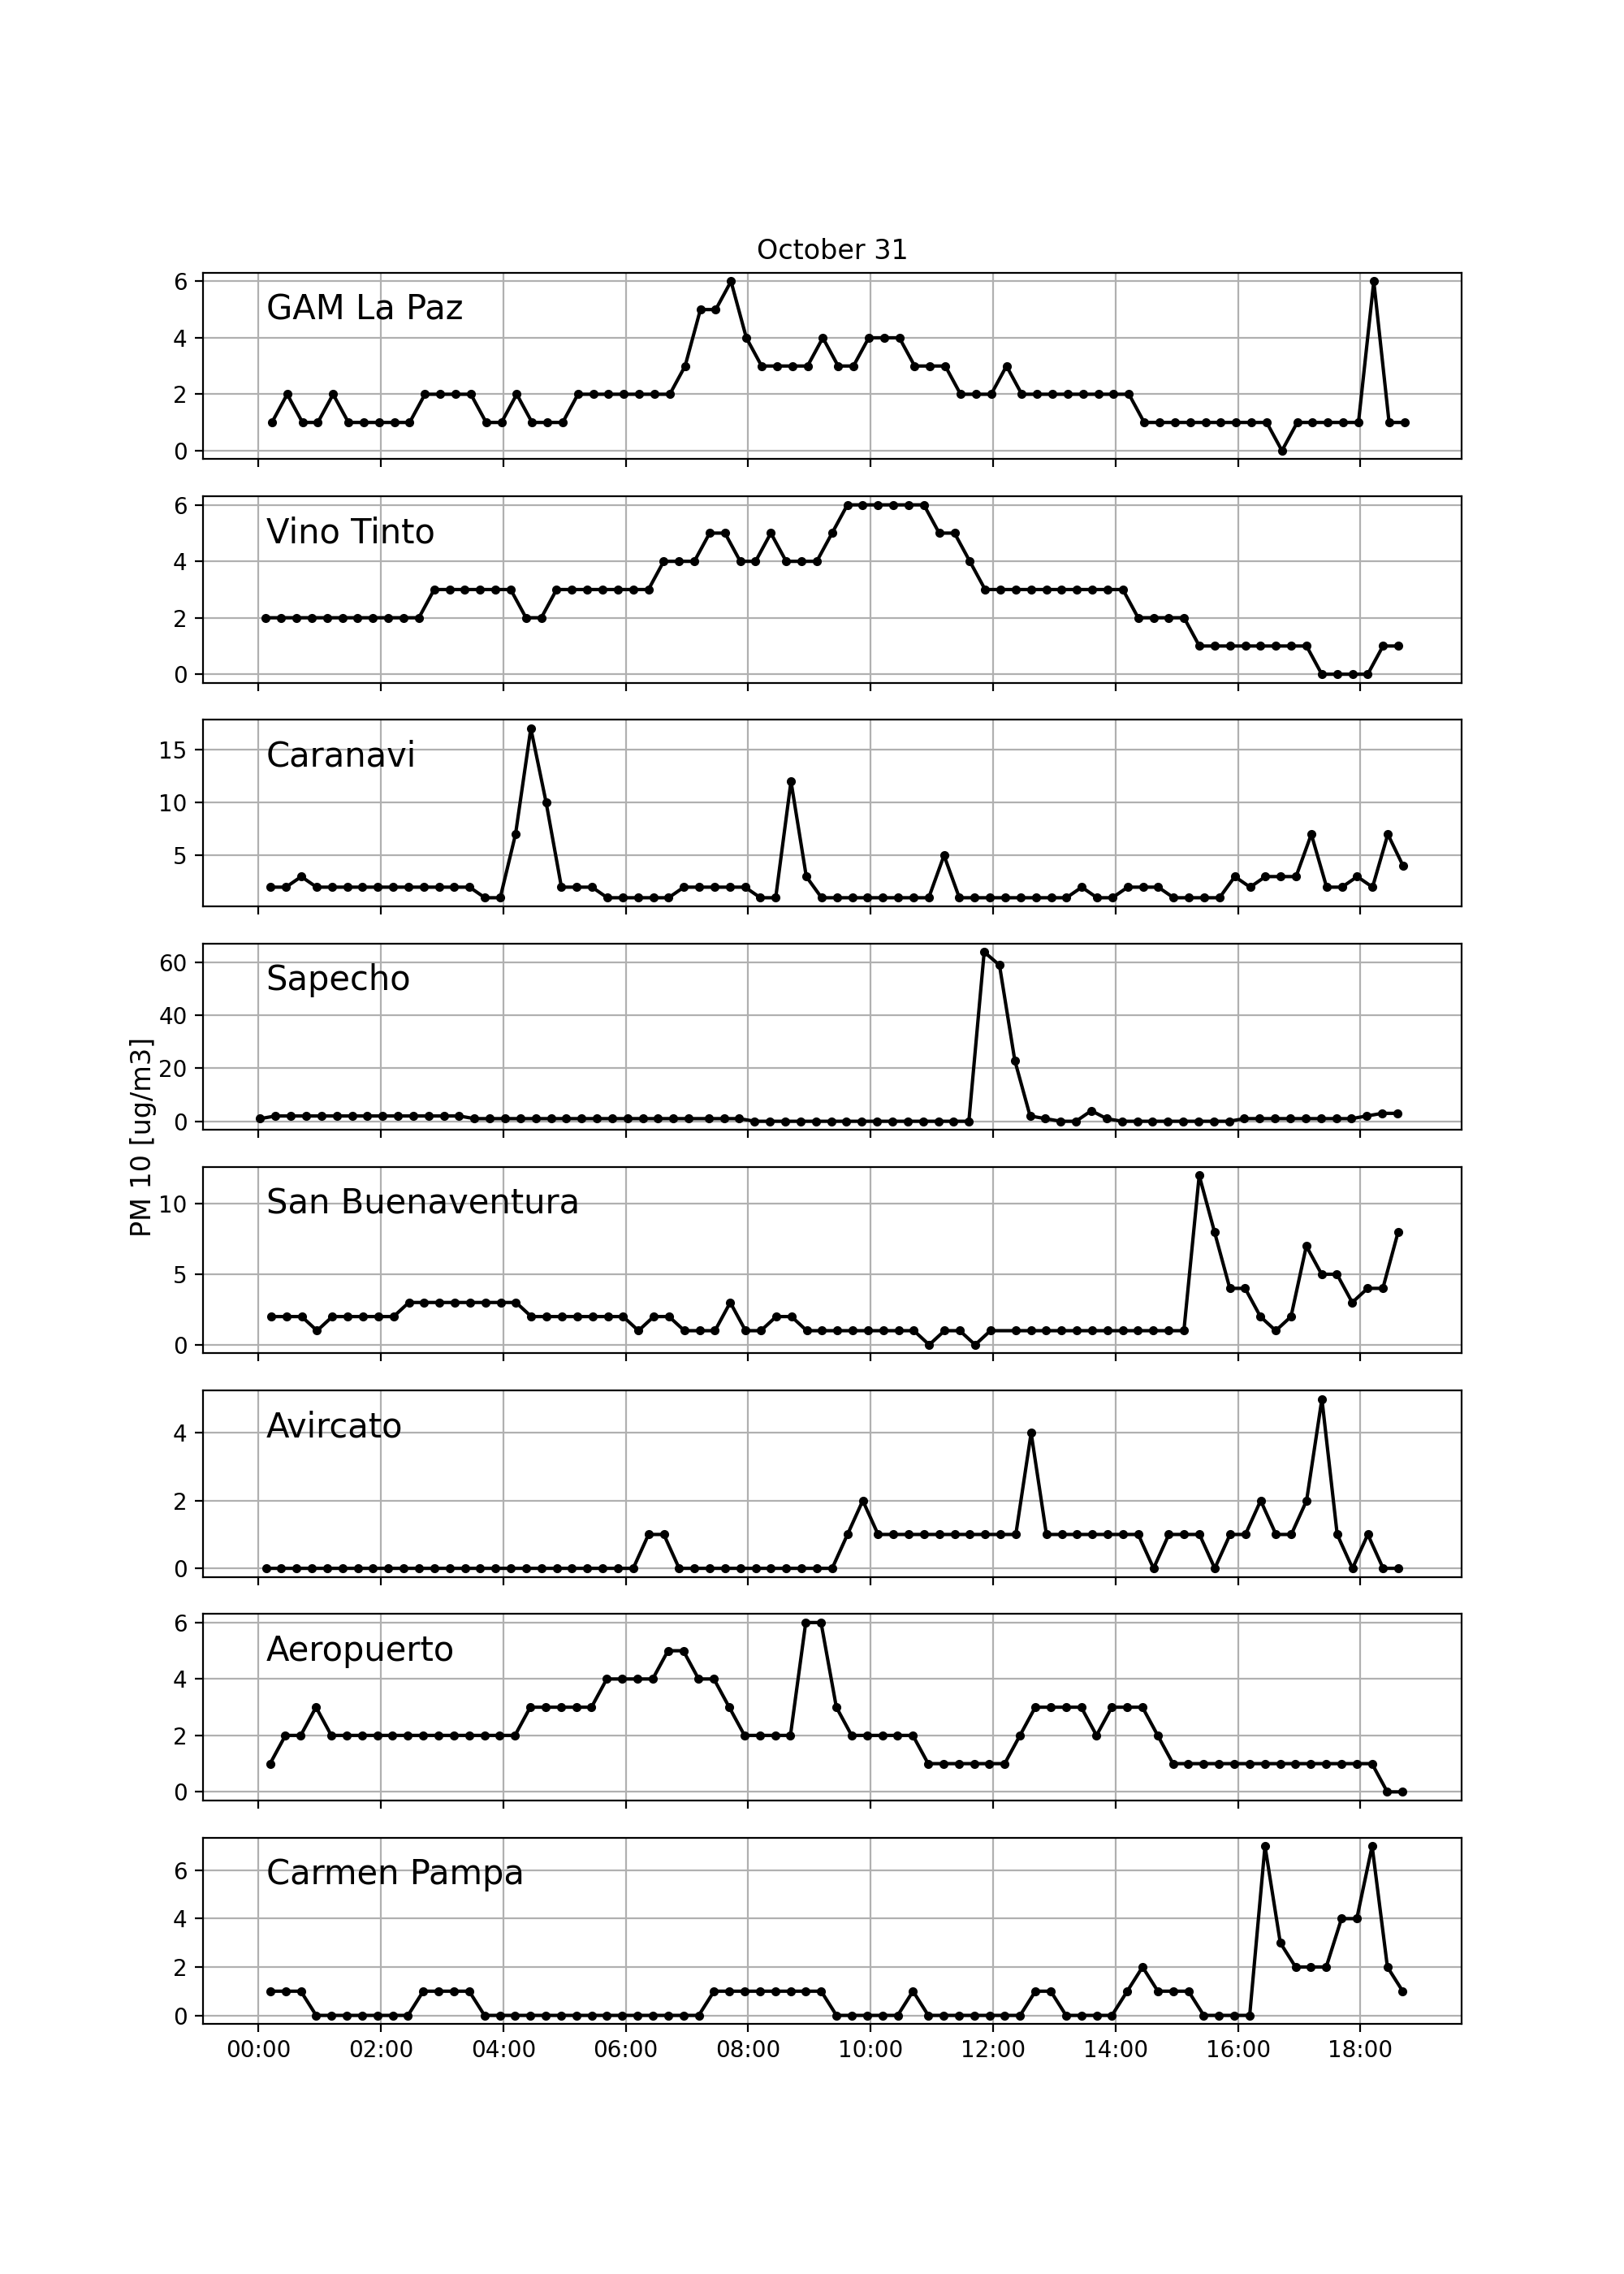 October 31
6
4
2
0
GAM La Paz
6
4
2
0
Vino Tinto
15
10
5
Caranavi
60
40
20
0
Sapecho
PM 10 [ug/m3]
10
5
0
San Buenaventura
4
2
0
Avircato
6
4
2
0
Aeropuerto
6
4
2
0
Carmen Pampa
00:00 02:00 04:00 06:00 08:00 10:00 12:00 14:00 16:00 18:00